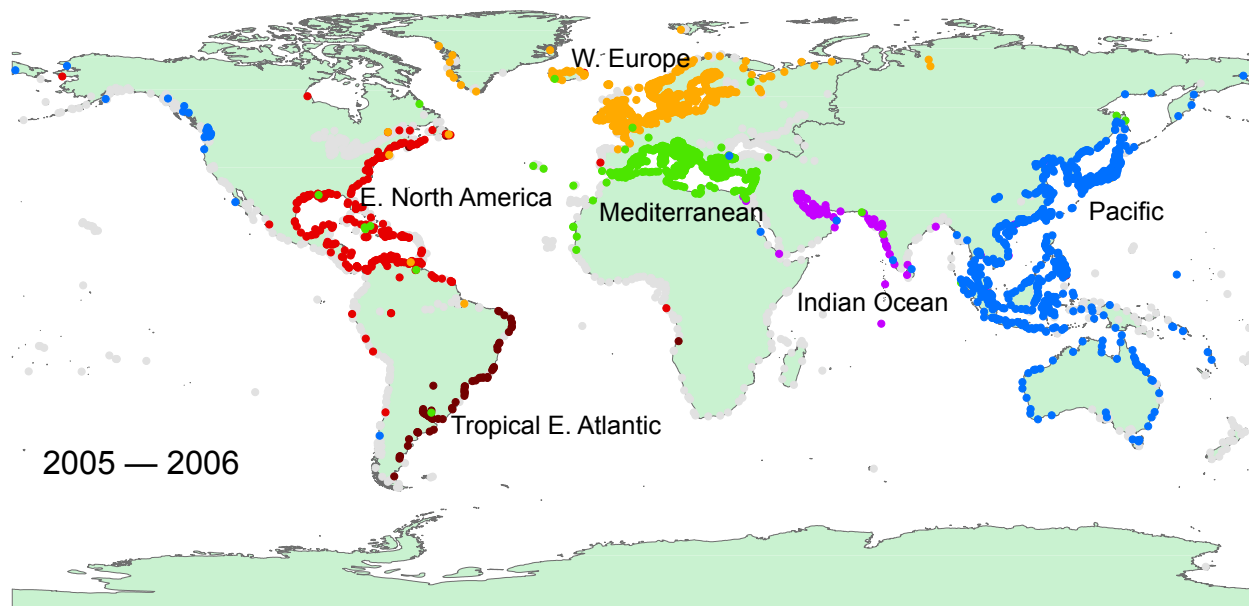 W. Europe
E. North America
Mediterranean
Pacific
Indian Ocean
Tropical E. Atlantic
2005 — 2006